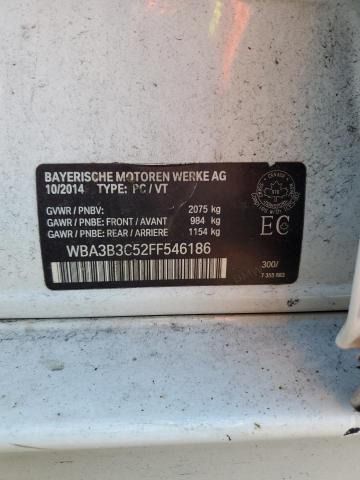 BAYERISCHE MOTOREN WERKE AG
10/2014 TYPE: PC / VT
GVWR / PNBV: 2075 kg
GAWR / PNBE: FRONT / AVANT 984 kg
GAWR / PNBE: REAR / ARRIERE 1154 kg
WBA3B3C52FF546186
CANADA
EC
300/